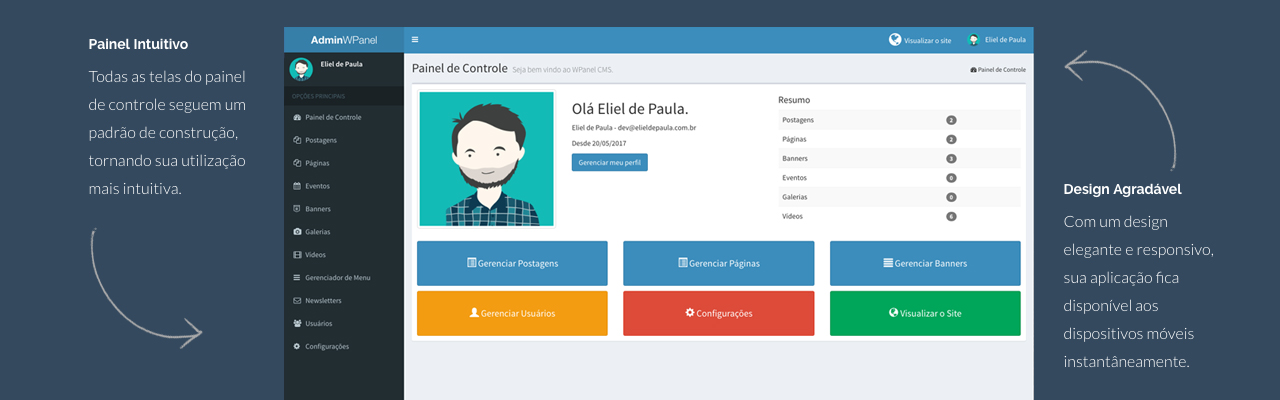 Painel Intuitivo
Todas as telas do painel
de controle seguem um
padrão de construção,
tornando sua utilização
mais intuitiva.
AdminWPanel
Visualizar o site
Eliel de Paula
Eliel de Paula
OPÇÕES PRINCIPAIS
Painel de Controle
Postagens
Páginas
Eventos
Banners
Galerias
Vídeos
Gerenciador de Menu
Newsletters
Usuários
Configurações
Painel de Controle Seja bem vindo ao WPanel CMS.
Painel de Controle
Olá Eliel de Paula.
Eliel de Paula - dev@elieldepaula.com.br
Desde 20/05/2017
Gerenciar meu perfil
Resumo
Postagens 2
Páginas 2
Banners 3
Eventos 0
Galerias 0
Vídeos 6
Gerenciar Postagens
Gerenciar Páginas
Gerenciar Banners
Gerenciar Usuários
Configurações
Visualizar o Site
Design Agradável
Com um design
elegante e responsivo,
sua aplicação fica
disponível aos
dispositivos móveis
instantâneamente.